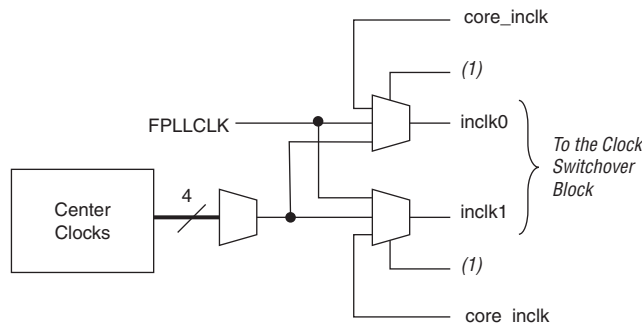 core_inclk
(1)
FPLLCLK
inclk0
To the Clock
Switchover
Block
4
Center
Clocks
inclk1
(1)
core_inclk